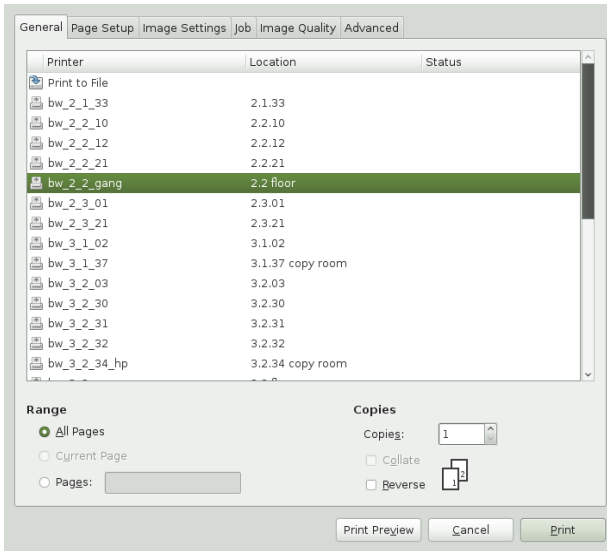 General Page Setup Image Settings Job Image Quality Advanced
Printer Location Status
Print to File
bw_2_1_33 2.1.33
bw_2_2_10 2.2.10
bw_2_2_12 2.2.12
bw_2_2_21 2.2.21
bw_2_2_gang 2.2 floor
bw_2_3_01 2.3.01
bw_2_3_21 2.3.21
bw_3_1_02 3.1.02
bw_3_1_37 3.1.37 copy room
bw_3_2_03 3.2.03
bw_3_2_30 3.2.30
bw_3_2_31 3.2.31
bw_3_2_32 3.2.32
bw_3_2_34_hp 3.2.34 copy room
Range Copies
All Pages Copies: 1
Current Page Collate
Pages: Reverse 1 2
Print Preview Cancel Print